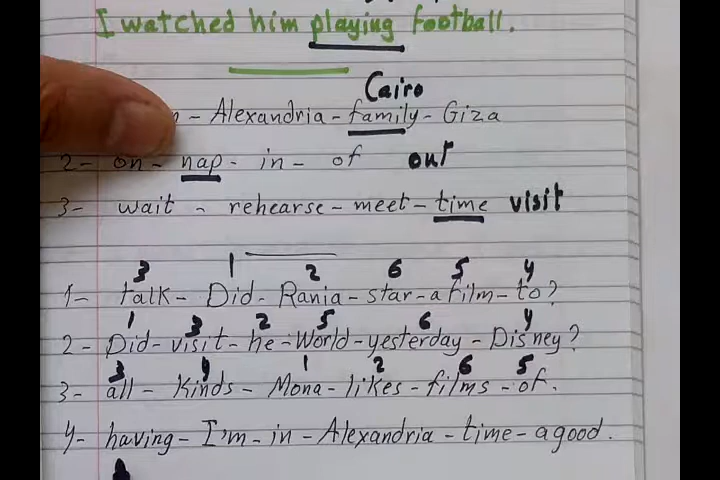 I watched him playing football.
Cairo
- Alexandria - family - Giza
2- on - nap - in - of out
3- wait - rehearse - meet - time visit
3 1 2 6 5 4
1- talk - Did - Rania - star - a film - to?
1 3 2 5 6 4
2- Did - visit - he - World - yesterday - Disney?
3 4 1 2 6 5
3- all - Kinds - Mona - likes - films - of.
4- having - I'm - in - Alexandria - time - a good.